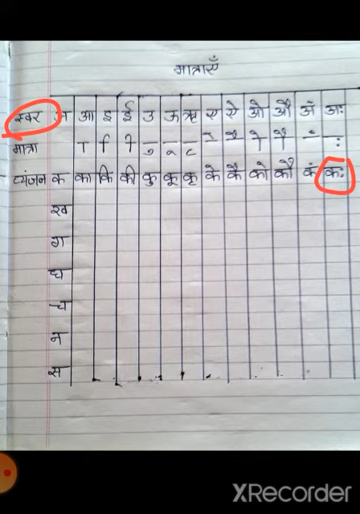 मात्राएँ
स्वर अ आ इ ई उ ऊ ऋ ए ऐ ओ औ अं अः
मात्रा ा ि ी ु ू ृ े ै ो ौ ं ः
व्यंजन क का कि की कु कू कृ के कै को कौ कं कः
ख
ग
घ
च
न
स
XRecorder